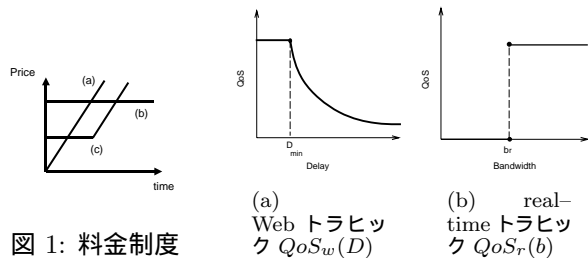 Price
(a)
(b)
(c)
time
図 1: 料金制度
QoS
D min
Delay
(a)
Web トラヒッ
ク QoS_w(D)
QoS
br
Bandwidth
(b) real–
time トラヒッ
ク QoS_r(b)